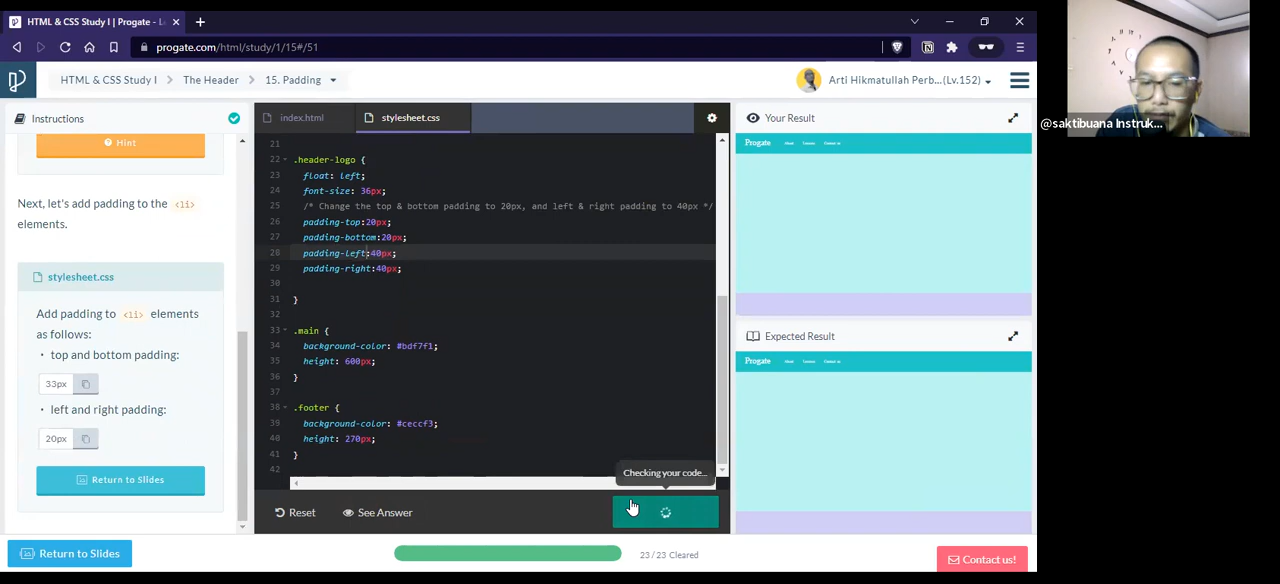 HTML & CSS Study I | Progate - L
progate.com/html/study/1/15#/51
HTML & CSS Study I
The Header
15. Padding
Arti Hikmatullah Perb...(Lv.152)
@saktibuana Instruk...
Instructions
Hint
Next, let's add padding to the <li>
elements.
stylesheet.css
Add padding to <li> elements
as follows:
• top and bottom padding:
33px
• left and right padding:
20px
Return to Slides
index.html
stylesheet.css
21
22 .header-logo {
23 float: left;
24 font-size: 36px;
25 /* Change the top & bottom padding to 20px, and left & right padding to 40px */
26 padding-top:20px;
27 padding-bottom:20px;
28 padding-left:40px;
29 padding-right:40px;
30
31 }
32
33 .main {
34 background-color: #bdf7f1;
35 height: 600px;
36 }
37
38 .footer {
39 background-color: #ceccf3;
40 height: 270px;
41 }
42
Checking your code...
Reset
See Answer
Your Result
Progate
Expected Result
Progate
Return to Slides
23 / 23 Cleared
Contact us!